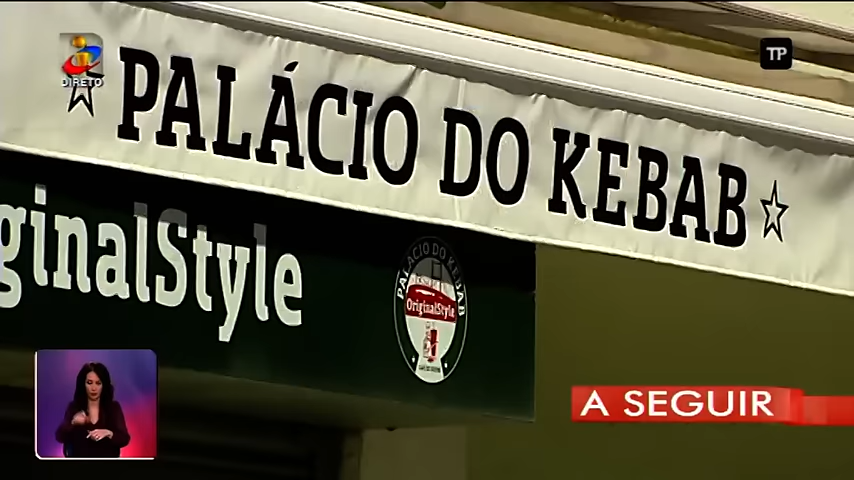 DIRETO
TP
PALÁCIO DO KEBAB
ginalStyle
PALÁCIO DO KEBAB
OriginalStyle
A SEGUIR